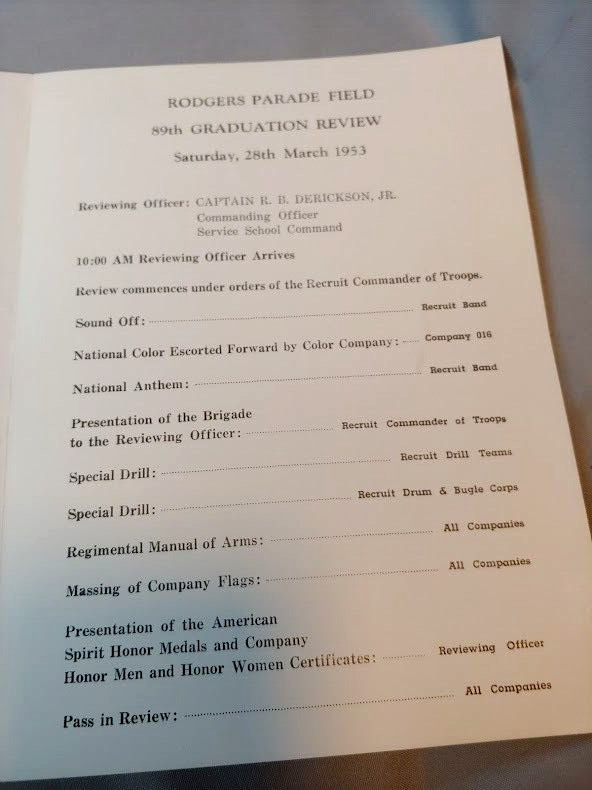 RODGERS PARADE FIELD
89th GRADUATION REVIEW
Saturday, 28th March 1953
Reviewing Officer: CAPTAIN R. B. DERICKSON, JR.
Commanding Officer
Service School Command
10:00 AM Reviewing Officer Arrives
Review commences under orders of the Recruit Commander of Troops.
Sound Off: Recruit Band
National Color Escorted Forward by Color Company: Company 016
National Anthem: Recruit Band
Presentation of the Brigade
to the Reviewing Officer: Recruit Commander of Troops
Special Drill: Recruit Drill Teams
Special Drill: Recruit Drum & Bugle Corps
Regimental Manual of Arms: All Companies
Massing of Company Flags: All Companies
Presentation of the American
Spirit Honor Medals and Company
Honor Men and Honor Women Certificates: Reviewing Officer
Pass in Review: All Companies